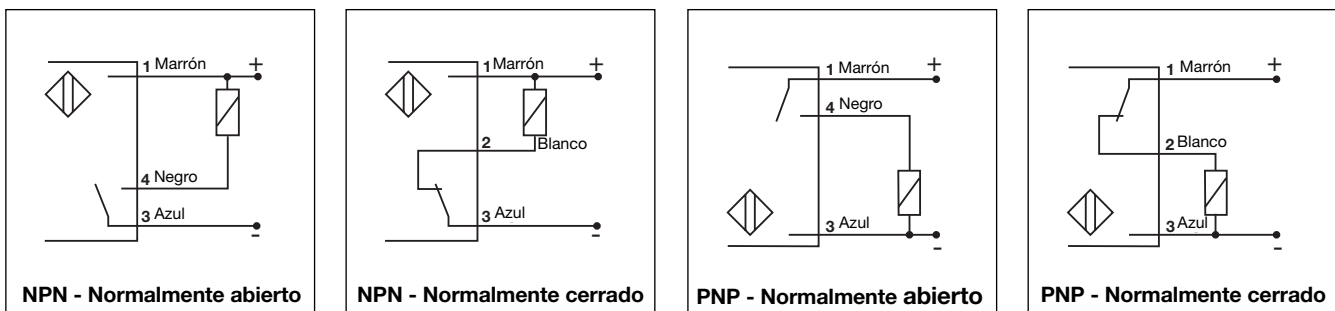 1 Marrón +
4 Negro
3 Azul -
NPN - Normalmente abierto
1 Marrón +
2 Blanco
3 Azul -
NPN - Normalmente cerrado
1 Marrón +
4 Negro
3 Azul -
PNP - Normalmente abierto
1 Marrón +
2 Blanco
3 Azul -
PNP - Normalmente cerrado